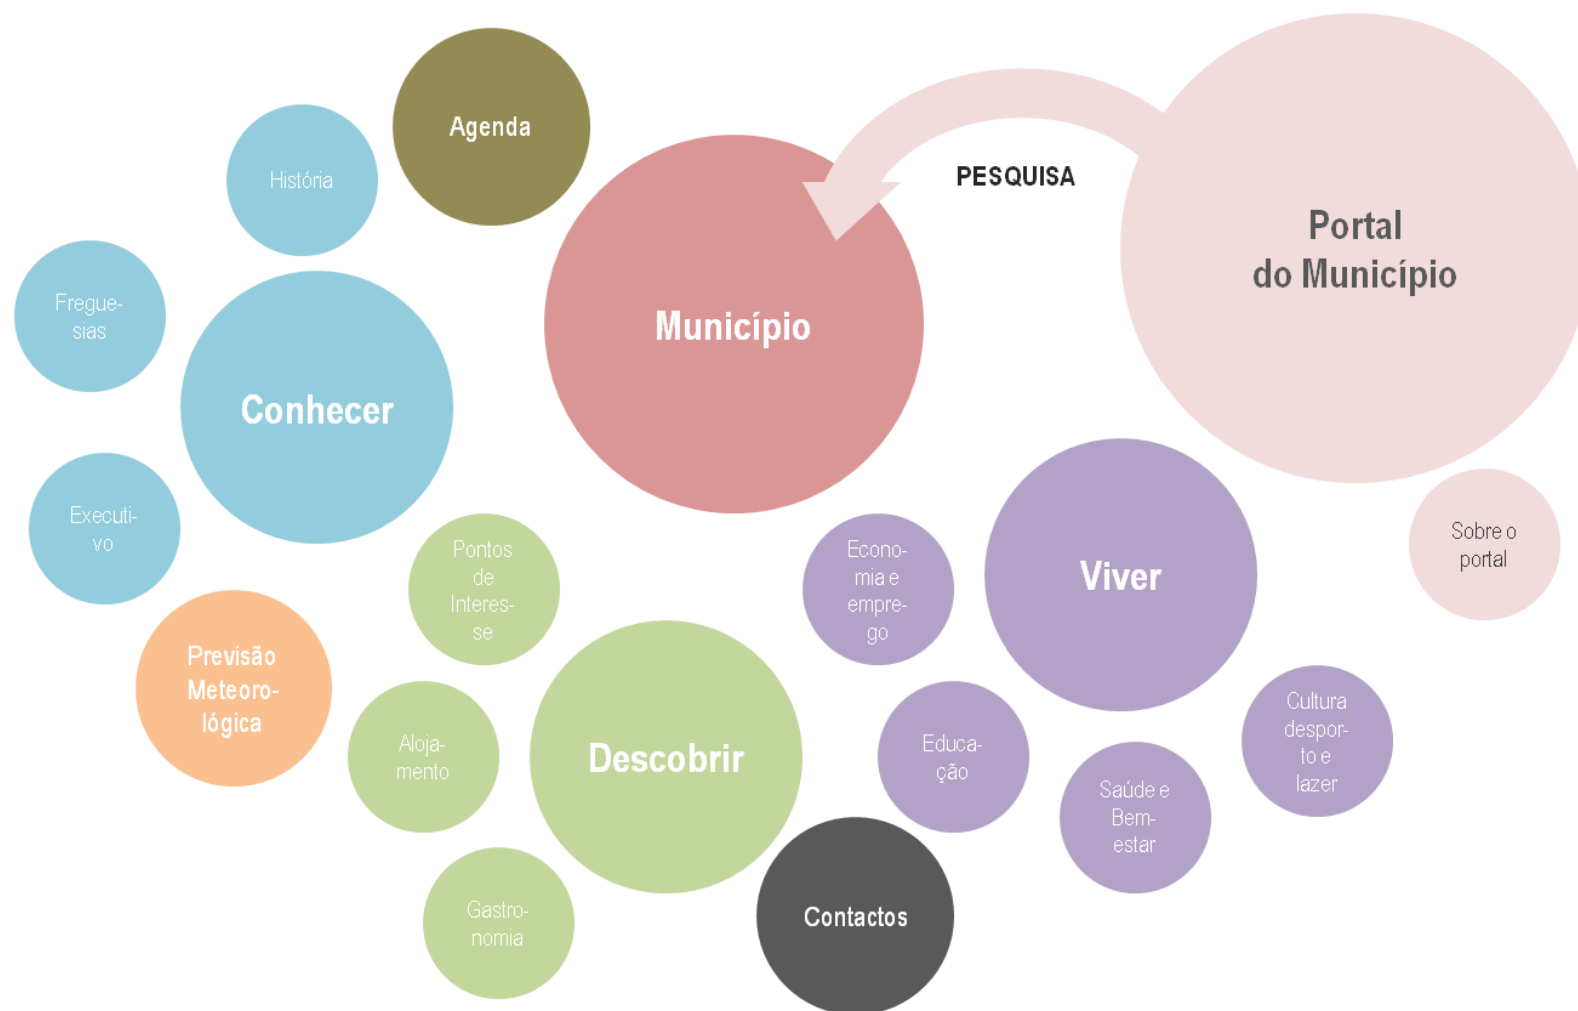 Agenda
História
PESQUISA
Portal
do Município
Fregue-
sias
Município
Conhecer
Executi-
vo
Pontos
de
Interes-
se
Econo-
mia e
empre-
go
Viver
Sobre o
portal
Previsão
Meteoro-
lógica
Aloja-
mento
Descobrir
Educa-
ção
Cultura
despor-
to e
lazer
Saúde e
Bem-
estar
Gastro-
nomia
Contactos